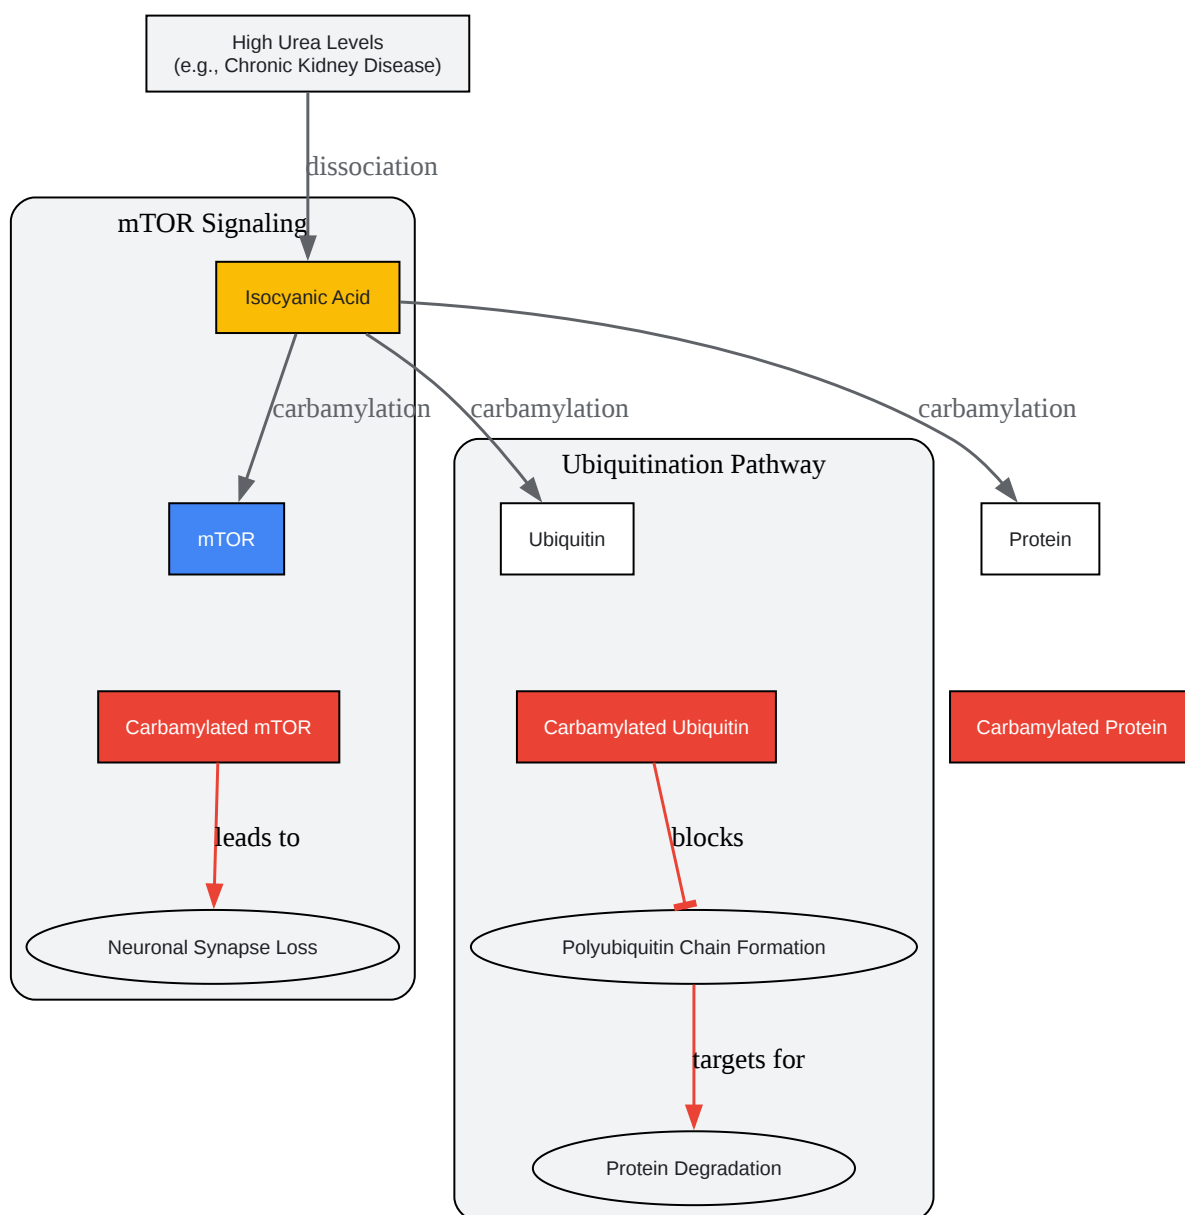 High Urea Levels
(e.g., Chronic Kidney Disease)
dissociation
mTOR Signaling
Isocyanic Acid
carbamylation
carbamylation
carbamylation
Ubiquitination Pathway
mTOR
Ubiquitin
Protein
Carbamylated mTOR
Carbamylated Ubiquitin
Carbamylated Protein
leads to
blocks
Neuronal Synapse Loss
Polyubiquitin Chain Formation
targets for
Protein Degradation